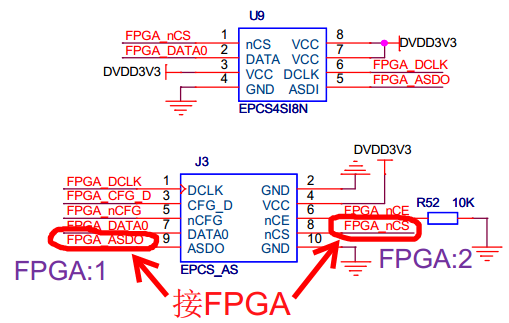 U9
FPGA_nCS 1 nCS VCC 8 DVDD3V3
FPGA_DATA0 2 DATA VCC 7
DVDD3V3 3 VCC DCLK 6 FPGA_DCLK
4 GND ASDI 5 FPGA_ASDO
EPCS4SI8N
J3 DVDD3V3
FPGA_DCLK 1 DCLK GND 2
FPGA_CFG_D 3 CFG_D VCC 4
FPGA_nCFG 5 nCFG nCE 6 FPGA_nCE R52 10K
FPGA_DATA0 7 DATA0 nCS 8 FPGA_nCS
FPGA_ASDO 9 ASDO GND 10
EPCS_AS
FPGA:1 FPGA:2
接FPGA